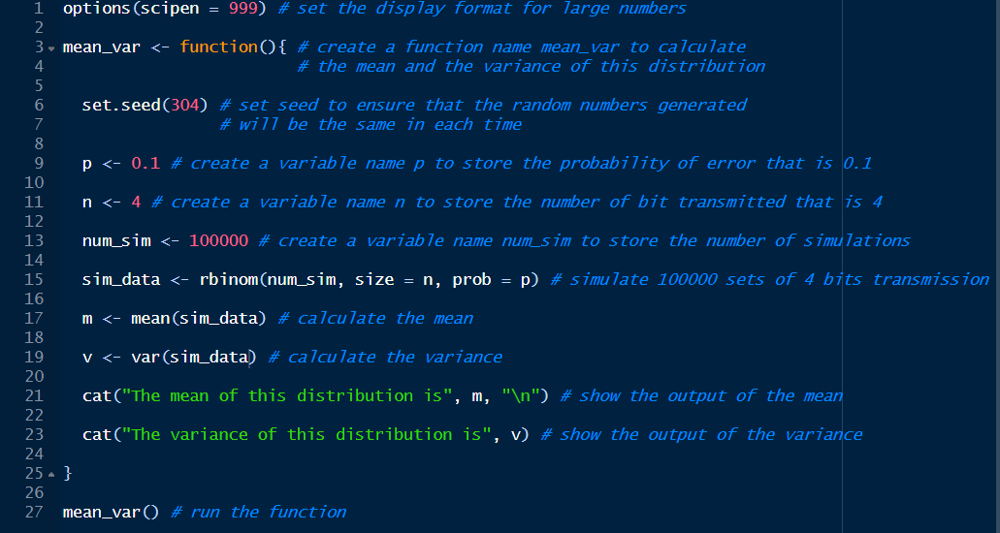 1 options(scipen = 999) # set the display format for large numbers
2
3 mean_var <- function(){ # create a function name mean_var to calculate
4 # the mean and the variance of this distribution
5
6 set.seed(304) # set seed to ensure that the random numbers generated
7 # will be the same in each time
8
9 p <- 0.1 # create a variable name p to store the probability of error that is 0.1
10
11 n <- 4 # create a variable name n to store the number of bit transmitted that is 4
12
13 num_sim <- 100000 # create a variable name num_sim to store the number of simulations
14
15 sim_data <- rbinom(num_sim, size = n, prob = p) # simulate 100000 sets of 4 bits transmission
16
17 m <- mean(sim_data) # calculate the mean
18
19 v <- var(sim_data) # calculate the variance
20
21 cat("The mean of this distribution is", m, "\n") # show the output of the mean
22
23 cat("The variance of this distribution is", v) # show the output of the variance
24
25 }
26
27 mean_var() # run the function